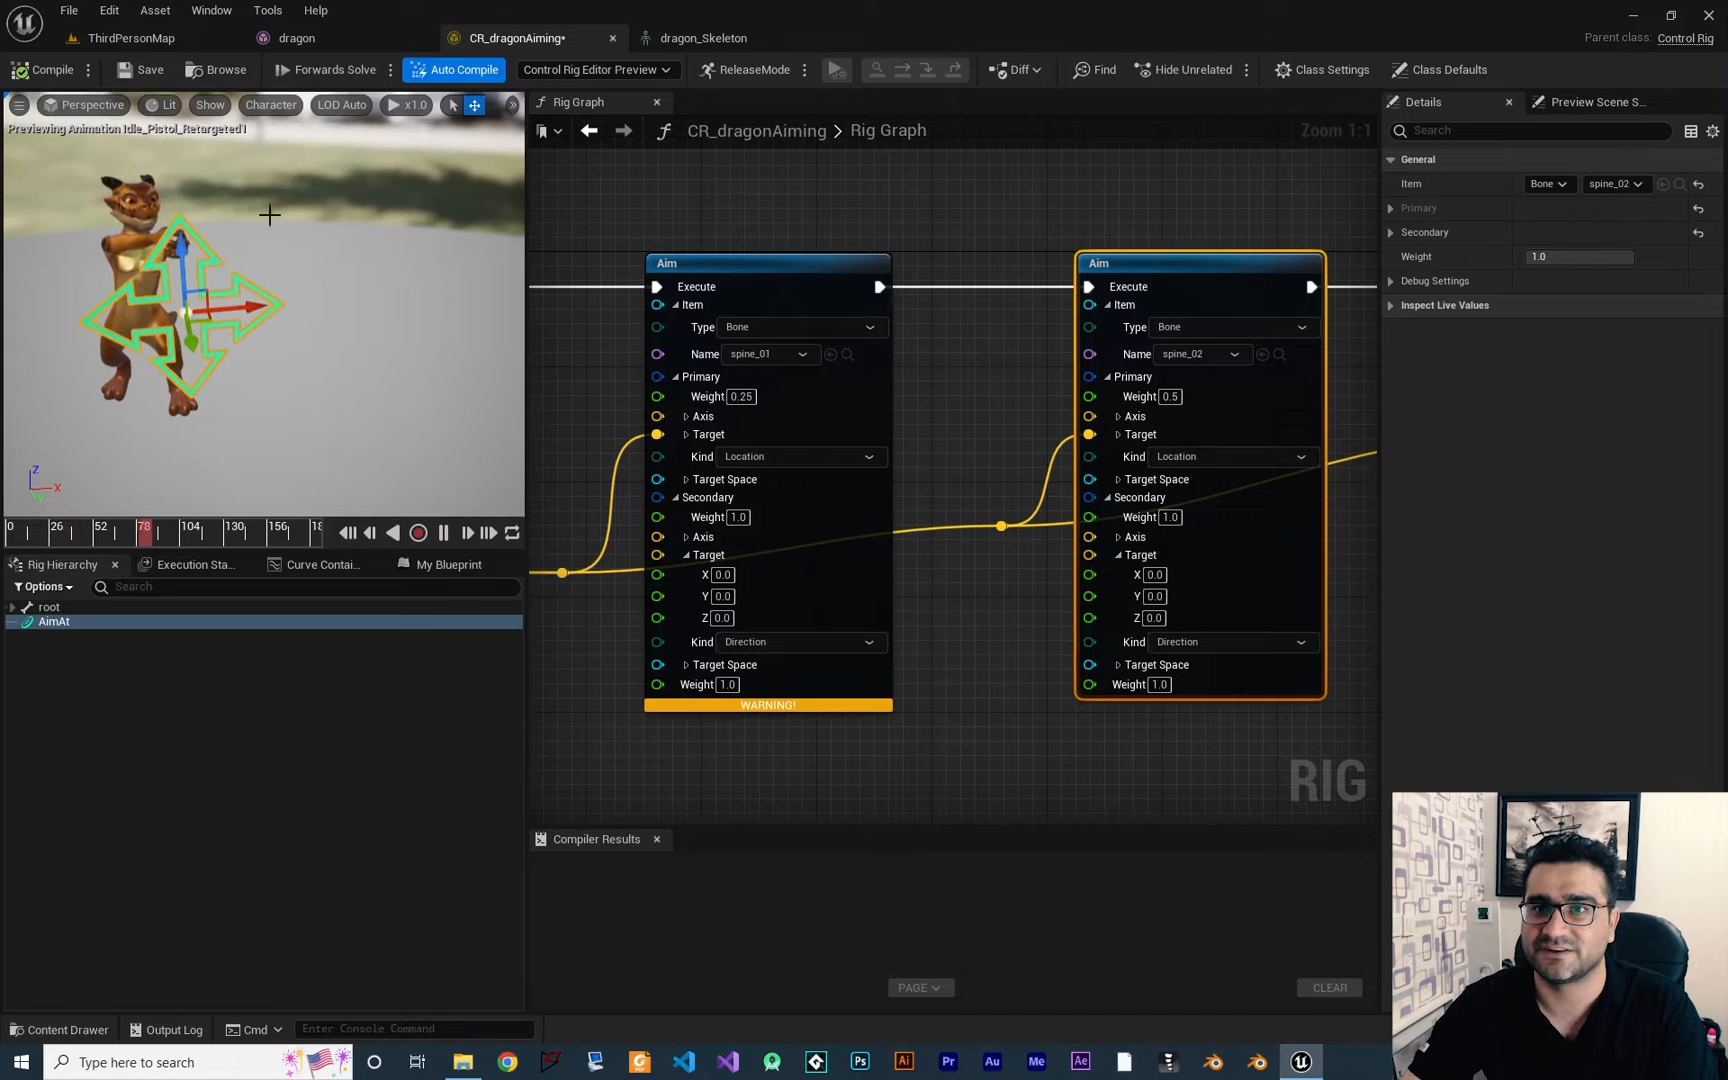 File Edit Asset Window Tools Help
ThirdPersonMap dragon CR_dragonAiming* dragon_Skeleton
Parent class: Control Rig
Compile Save Browse Forwards Solve Auto Compile Control Rig Editor Preview ReleaseMode Diff Find Hide Unrelated Class Settings Class Defaults
Perspective Lit Show Character LOD Auto x1.0
Previewing Animation Idle_Pistol_Retargeted1
Z
X
Y
0 26 52 78 104 130 156 18
Rig Hierarchy Execution Sta... Curve Contai... My Blueprint
Options Search
root
AimAt
Rig Graph
CR_dragonAiming > Rig Graph
Zoom 1:1
Aim
Execute
Item
Type Bone
Name spine_01
Primary
Weight 0.25
Axis
Target
Kind Location
Target Space
Secondary
Weight 1.0
Axis
Target
X 0.0
Y 0.0
Z 0.0
Kind Direction
Target Space
Weight 1.0
WARNING!
Aim
Execute
Item
Type Bone
Name spine_02
Primary
Weight 0.5
Axis
Target
Kind Location
Target Space
Secondary
Weight 1.0
Axis
Target
X 0.0
Y 0.0
Z 0.0
Kind Direction
Target Space
Weight 1.0
RIG
Compiler Results
PAGE
CLEAR
Details Preview Scene S...
Search
General
Item Bone spine_02
Primary
Secondary
Weight 1.0
Debug Settings
Inspect Live Values
Content Drawer Output Log Cmd Enter Console Command
Type here to search
Ps Ai Pr Au Me Ae